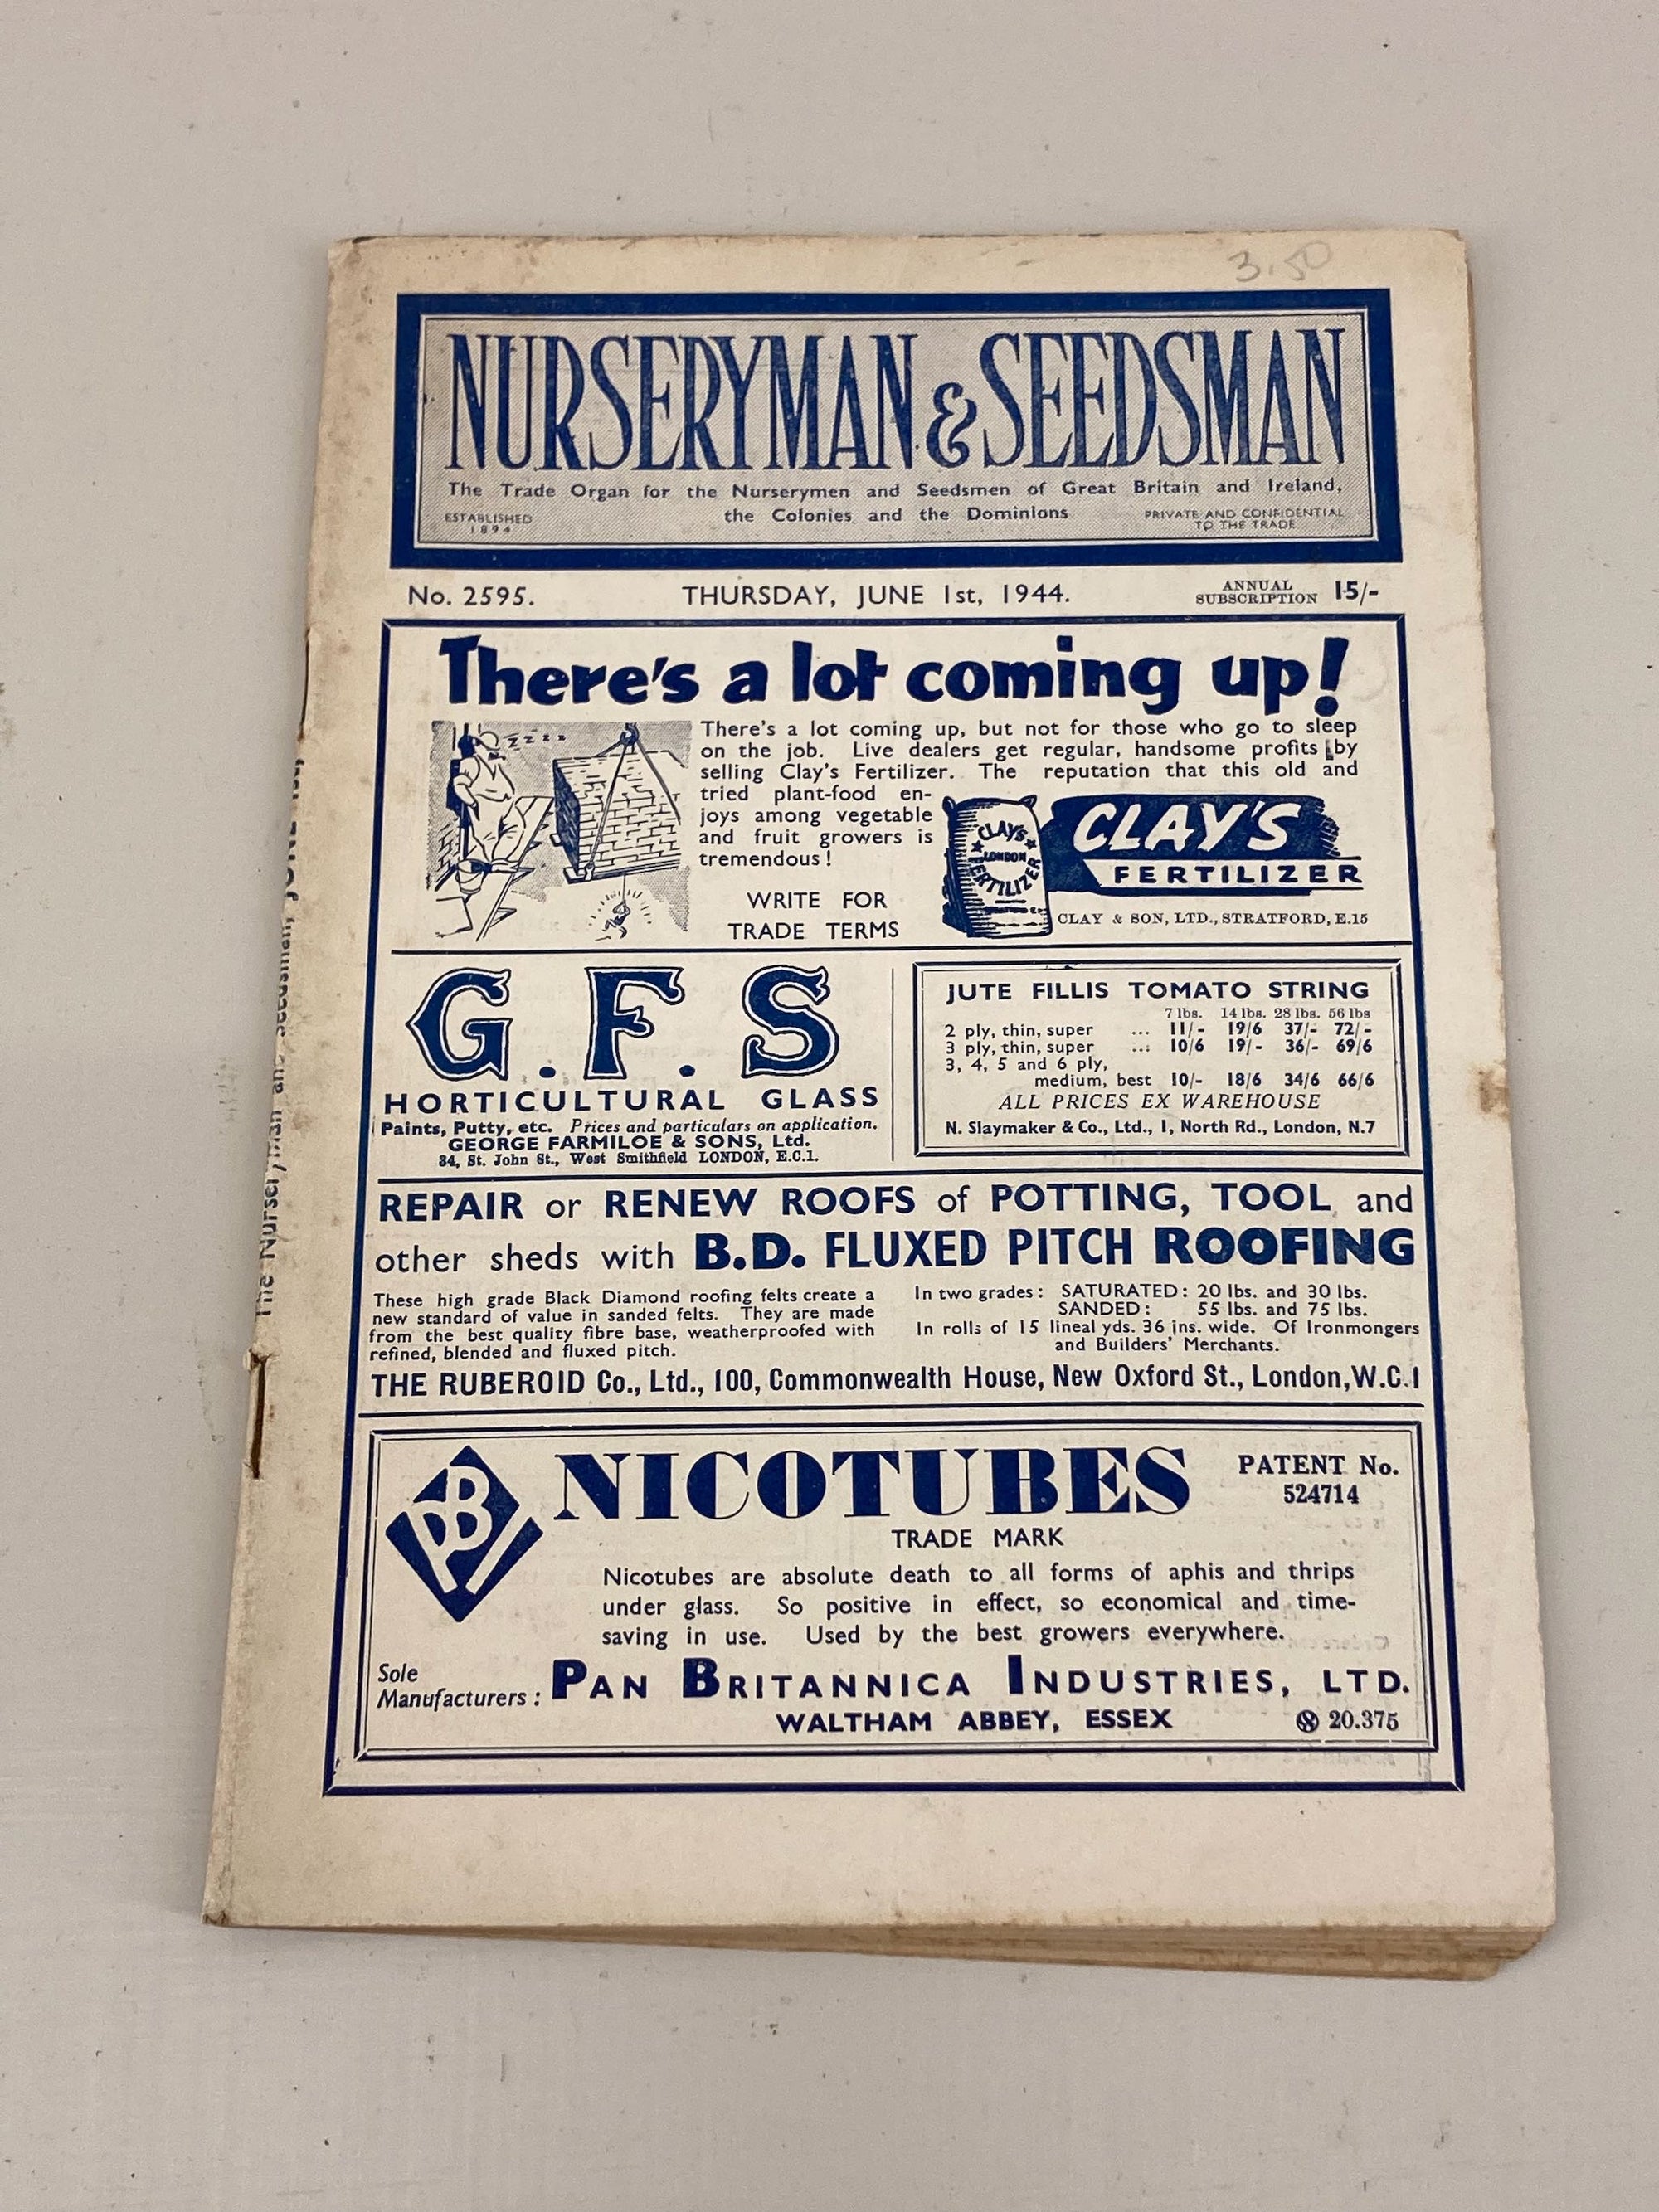 3.50
NURSERYMAN & SEEDSMAN
The Trade Organ for the Nurserymen and Seedsmen of Great Britain and Ireland,
the Colonies and the Dominions
ESTABLISHED
1894
PRIVATE AND CONFIDENTIAL
TO THE TRADE
No. 2595.
THURSDAY, JUNE 1st, 1944.
ANNUAL
SUBSCRIPTION 15/-
There's a lot coming up!
zzzzz
There's a lot coming up, but not for those who go to sleep
on the job. Live dealers get regular, handsome profits by
selling Clay's Fertilizer. The reputation that this old and
tried plant-food en-
joys among vegetable
and fruit growers is
tremendous!
WRITE FOR
TRADE TERMS
CLAY'S
LONDON
FERTILIZER
CLAY'S
FERTILIZER
CLAY & SON, LTD., STRATFORD, E.15
G.F.S
HORTICULTURAL GLASS
Paints, Putty, etc. Prices and particulars on application.
GEORGE FARMILOE & SONS, Ltd.
34, St. John St., West Smithfield LONDON, E.C.1.
JUTE FILLIS TOMATO STRING
7 lbs. 14 lbs. 28 lbs. 56 lbs
2 ply, thin, super ... 11/- 19/6 37/- 72/-
3 ply, thin, super ... 10/6 19/- 36/- 69/6
3, 4, 5 and 6 ply,
medium, best 10/- 18/6 34/6 66/6
ALL PRICES EX WAREHOUSE
N. Slaymaker & Co., Ltd., 1, North Rd., London, N.7
REPAIR or RENEW ROOFS of POTTING, TOOL and
other sheds with B.D. FLUXED PITCH ROOFING
These high grade Black Diamond roofing felts create a
new standard of value in sanded felts. They are made
from the best quality fibre base, weatherproofed with
refined, blended and fluxed pitch.
In two grades: SATURATED: 20 lbs. and 30 lbs.
SANDED: 55 lbs. and 75 lbs.
In rolls of 15 lineal yds. 36 ins. wide. Of Ironmongers
and Builders' Merchants.
THE RUBEROID Co., Ltd., 100, Commonwealth House, New Oxford St., London, W.C.1
PBI
NICOTUBES
TRADE MARK
PATENT No.
524714
Nicotubes are absolute death to all forms of aphis and thrips
under glass. So positive in effect, so economical and time-
saving in use. Used by the best growers everywhere.
Sole
Manufacturers: PAN BRITANNICA INDUSTRIES, LTD.
WALTHAM ABBEY, ESSEX
20.375
The Nurseryman and Seedsman, JUNE 1st,